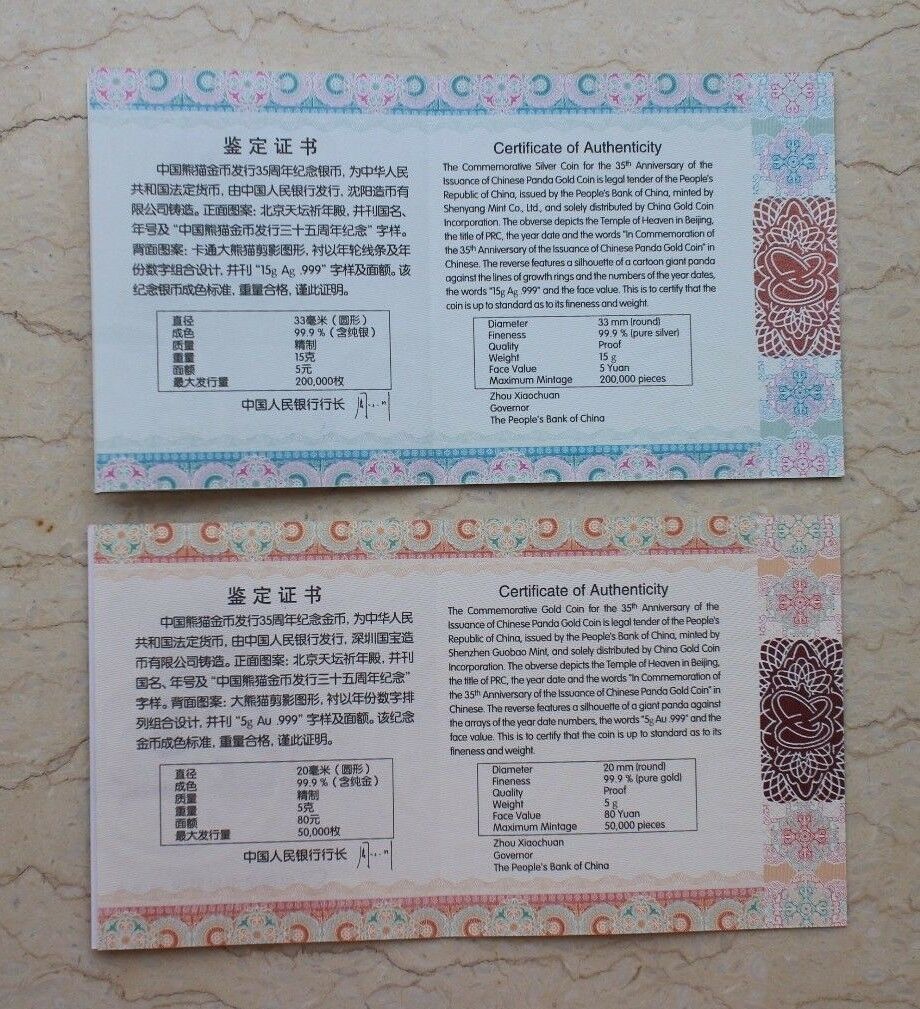 鉴定证书
中国熊猫金币发行35周年纪念银币，为中华人民
共和国法定货币，由中国人民银行发行，沈阳造币有
限公司铸造。正面图案：北京天坛祈年殿，并刊国名、
年号及“中国熊猫金币发行三十五周年纪念”字样。
背面图案：卡通大熊猫剪影图形，衬以年轮线条及年
份数字组合设计，并刊“15g Ag .999”字样及面额。该
纪念银币成色标准，重量合格，谨此证明。
直径 33毫米（圆形）
成色 99.9％（含纯银）
质量 精制
重量 15克
面额 5元
最大发行量 200,000枚
中国人民银行行长
Certificate of Authenticity
The Commemorative Silver Coin for the 35th Anniversary of the
Issuance of Chinese Panda Gold Coin is legal tender of the People's
Republic of China, issued by the People's Bank of China, minted by
Shenyang Mint Co., Ltd., and solely distributed by China Gold Coin
Incorporation. The obverse depicts the Temple of Heaven in Beijing,
the title of PRC, the year date and the words "In Commemoration of
the 35th Anniversary of the Issuance of Chinese Panda Gold Coin" in
Chinese. The reverse features a silhouette of a cartoon giant panda
against the lines of growth rings and the numbers of the year dates,
the words "15g Ag .999" and the face value. This is to certify that the
coin is up to standard as to its fineness and weight.
Diameter 33 mm (round)
Fineness 99.9 % (pure silver)
Quality Proof
Weight 15 g
Face Value 5 Yuan
Maximum Mintage 200,000 pieces
Zhou Xiaochuan
Governor
The People's Bank of China
鉴定证书
中国熊猫金币发行35周年纪念金币，为中华人民
共和国法定货币，由中国人民银行发行，深圳国宝造
币有限公司铸造。正面图案：北京天坛祈年殿，并刊
国名、年号及“中国熊猫金币发行三十五周年纪念”
字样。背面图案：大熊猫剪影图形，衬以年份数字排
列组合设计，并刊“5g Au .999”字样及面额。该纪念
金币成色标准，重量合格，谨此证明。
直径 20毫米（圆形）
成色 99.9％（含纯金）
质量 精制
重量 5克
面额 80元
最大发行量 50,000枚
中国人民银行行长
Certificate of Authenticity
The Commemorative Gold Coin for the 35th Anniversary of the
Issuance of Chinese Panda Gold Coin is legal tender of the People's
Republic of China, issued by the People's Bank of China, minted by
Shenzhen Guobao Mint, and solely distributed by China Gold Coin
Incorporation. The obverse depicts the Temple of Heaven in Beijing,
the title of PRC, the year date and the words "In Commemoration of
the 35th Anniversary of the Issuance of Chinese Panda Gold Coin" in
Chinese. The reverse features a silhouette of a giant panda against
the arrays of the year date numbers, the words "5g Au .999" and the
face value. This is to certify that the coin is up to standard as to its
fineness and weight.
Diameter 20 mm (round)
Fineness 99.9 % (pure gold)
Quality Proof
Weight 5 g
Face Value 80 Yuan
Maximum Mintage 50,000 pieces
Zhou Xiaochuan
Governor
The People's Bank of China